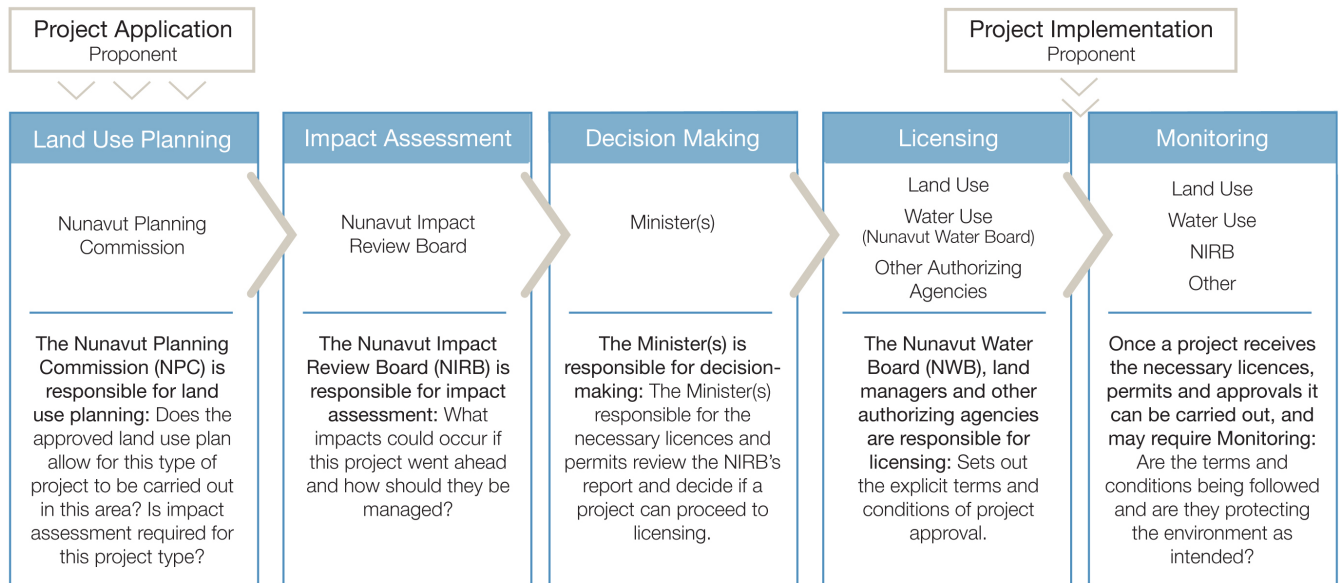 Project Application
Proponent
Project Implementation
Proponent
Land Use Planning
Nunavut Planning
Commission
The Nunavut Planning
Commission (NPC) is
responsible for land
use planning: Does the
approved land use plan
allow for this type of
project to be carried out
in this area? Is impact
assessment required for
this project type?
Impact Assessment
Nunavut Impact
Review Board
The Nunavut Impact
Review Board (NIRB) is
responsible for impact
assessment: What
impacts could occur if
this project went ahead
and how should they be
managed?
Decision Making
Minister(s)
The Minister(s) is
responsible for decision-
making: The Minister(s)
responsible for the
necessary licences and
permits review the NIRB's
report and decide if a
project can proceed to
licensing.
Licensing
Land Use
Water Use
(Nunavut Water Board)
Other Authorizing
Agencies
The Nunavut Water
Board (NWB), land
managers and other
authorizing agencies
are responsible for
licensing: Sets out
the explicit terms and
conditions of project
approval.
Monitoring
Land Use
Water Use
NIRB
Other
Once a project receives
the necessary licences,
permits and approvals it
can be carried out, and
may require Monitoring:
Are the terms and
conditions being followed
and are they protecting
the environment as
intended?